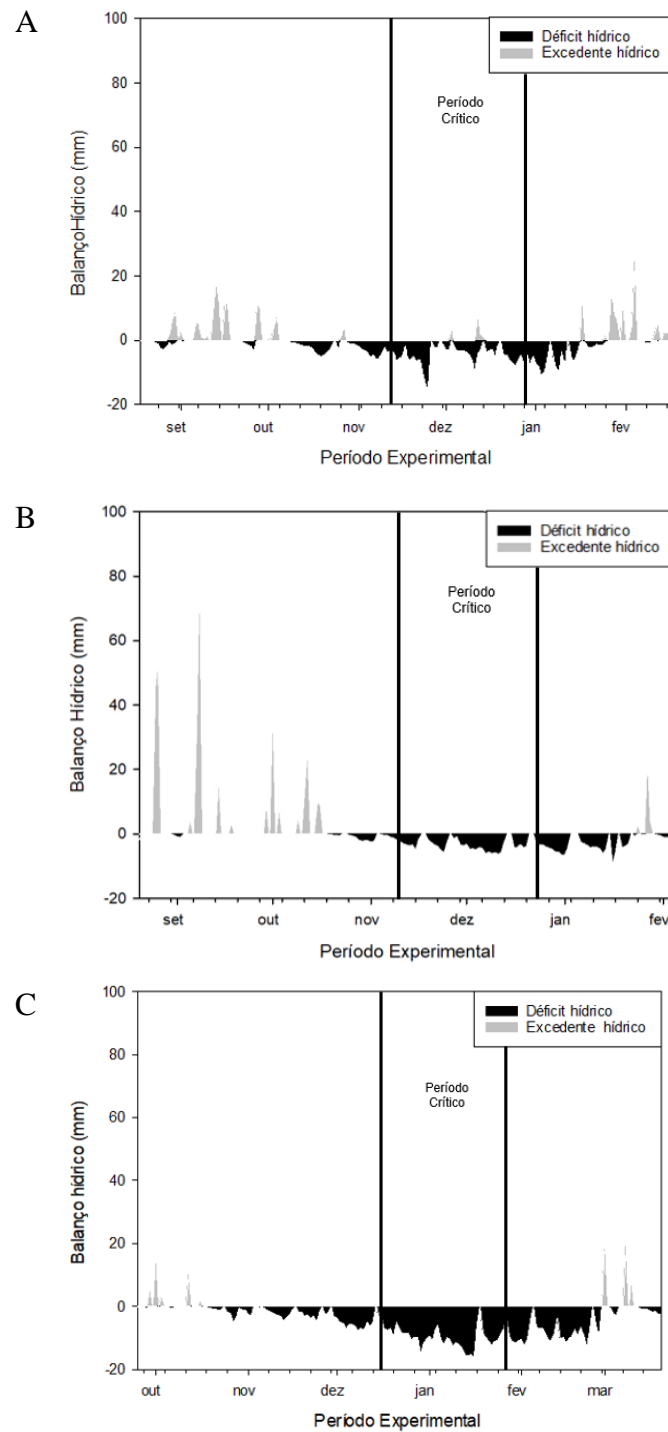 A
100
80
60
40
20
0
-20
BalançoHídrico (mm)
Déficit hídrico
Excedente hídrico
Período
Crítico
set
out
nov
dez
jan
fev
Período Experimental
B
100
80
60
40
20
0
-20
Balanço Hídrico (mm)
Déficit hídrico
Excedente hídrico
Período
Crítico
set
out
nov
dez
jan
fev
Período Experimental
C
100
80
60
40
20
0
-20
Balanço hídrico (mm)
Déficit hídrico
Excedente hídrico
Período
Crítico
out
nov
dez
jan
fev
mar
Período Experimental